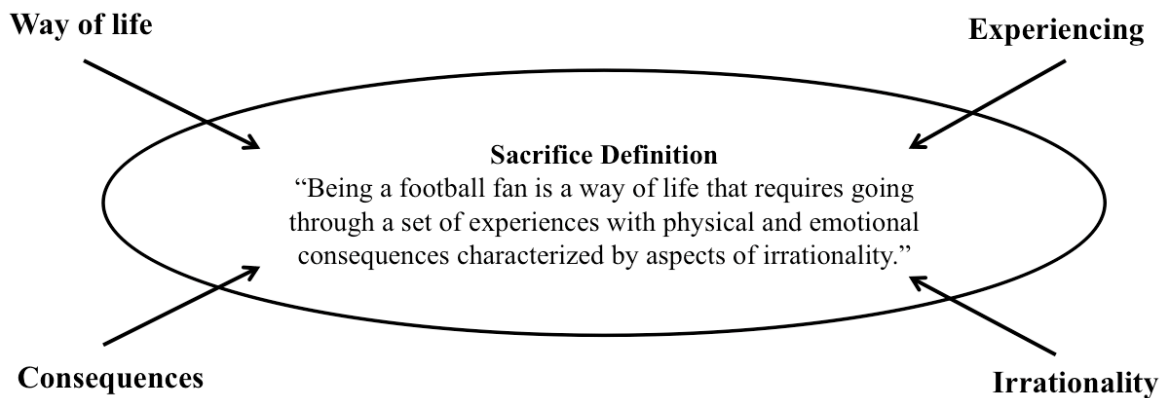 Way of life
Experiencing
Sacrifice Definition
“Being a football fan is a way of life that requires going
through a set of experiences with physical and emotional
consequences characterized by aspects of irrationality.”
Consequences
Irrationality